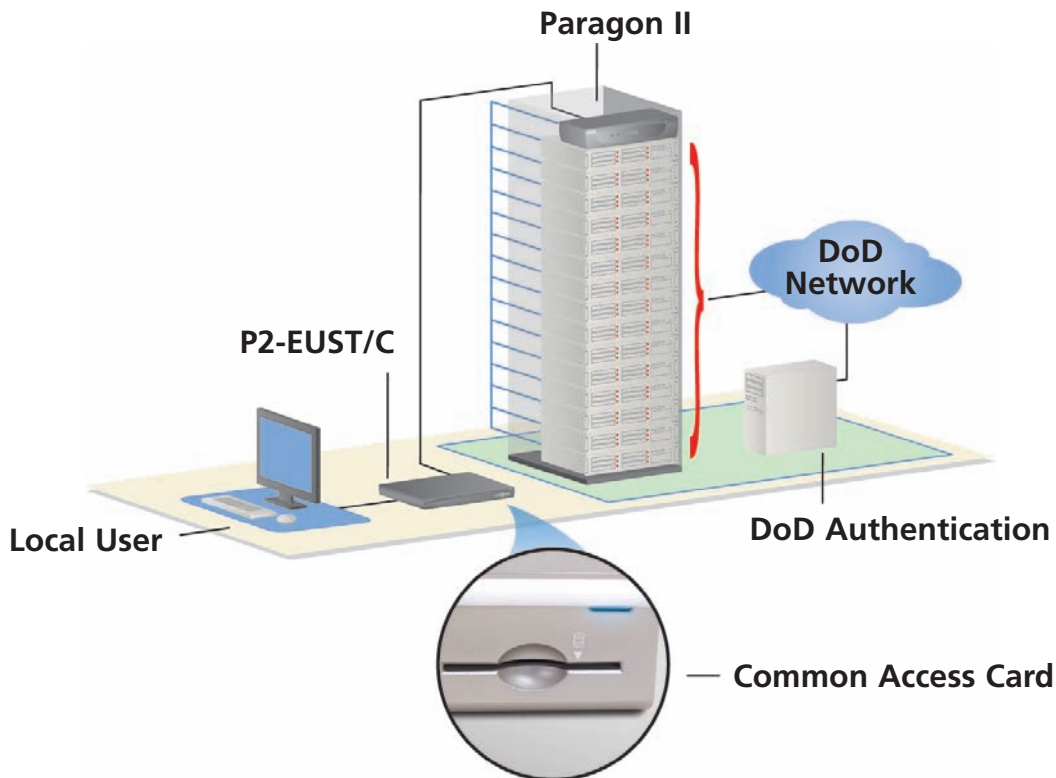 Paragon II
DoD
Network
P2-EUST/C
Local User
DoD Authentication
Common Access Card